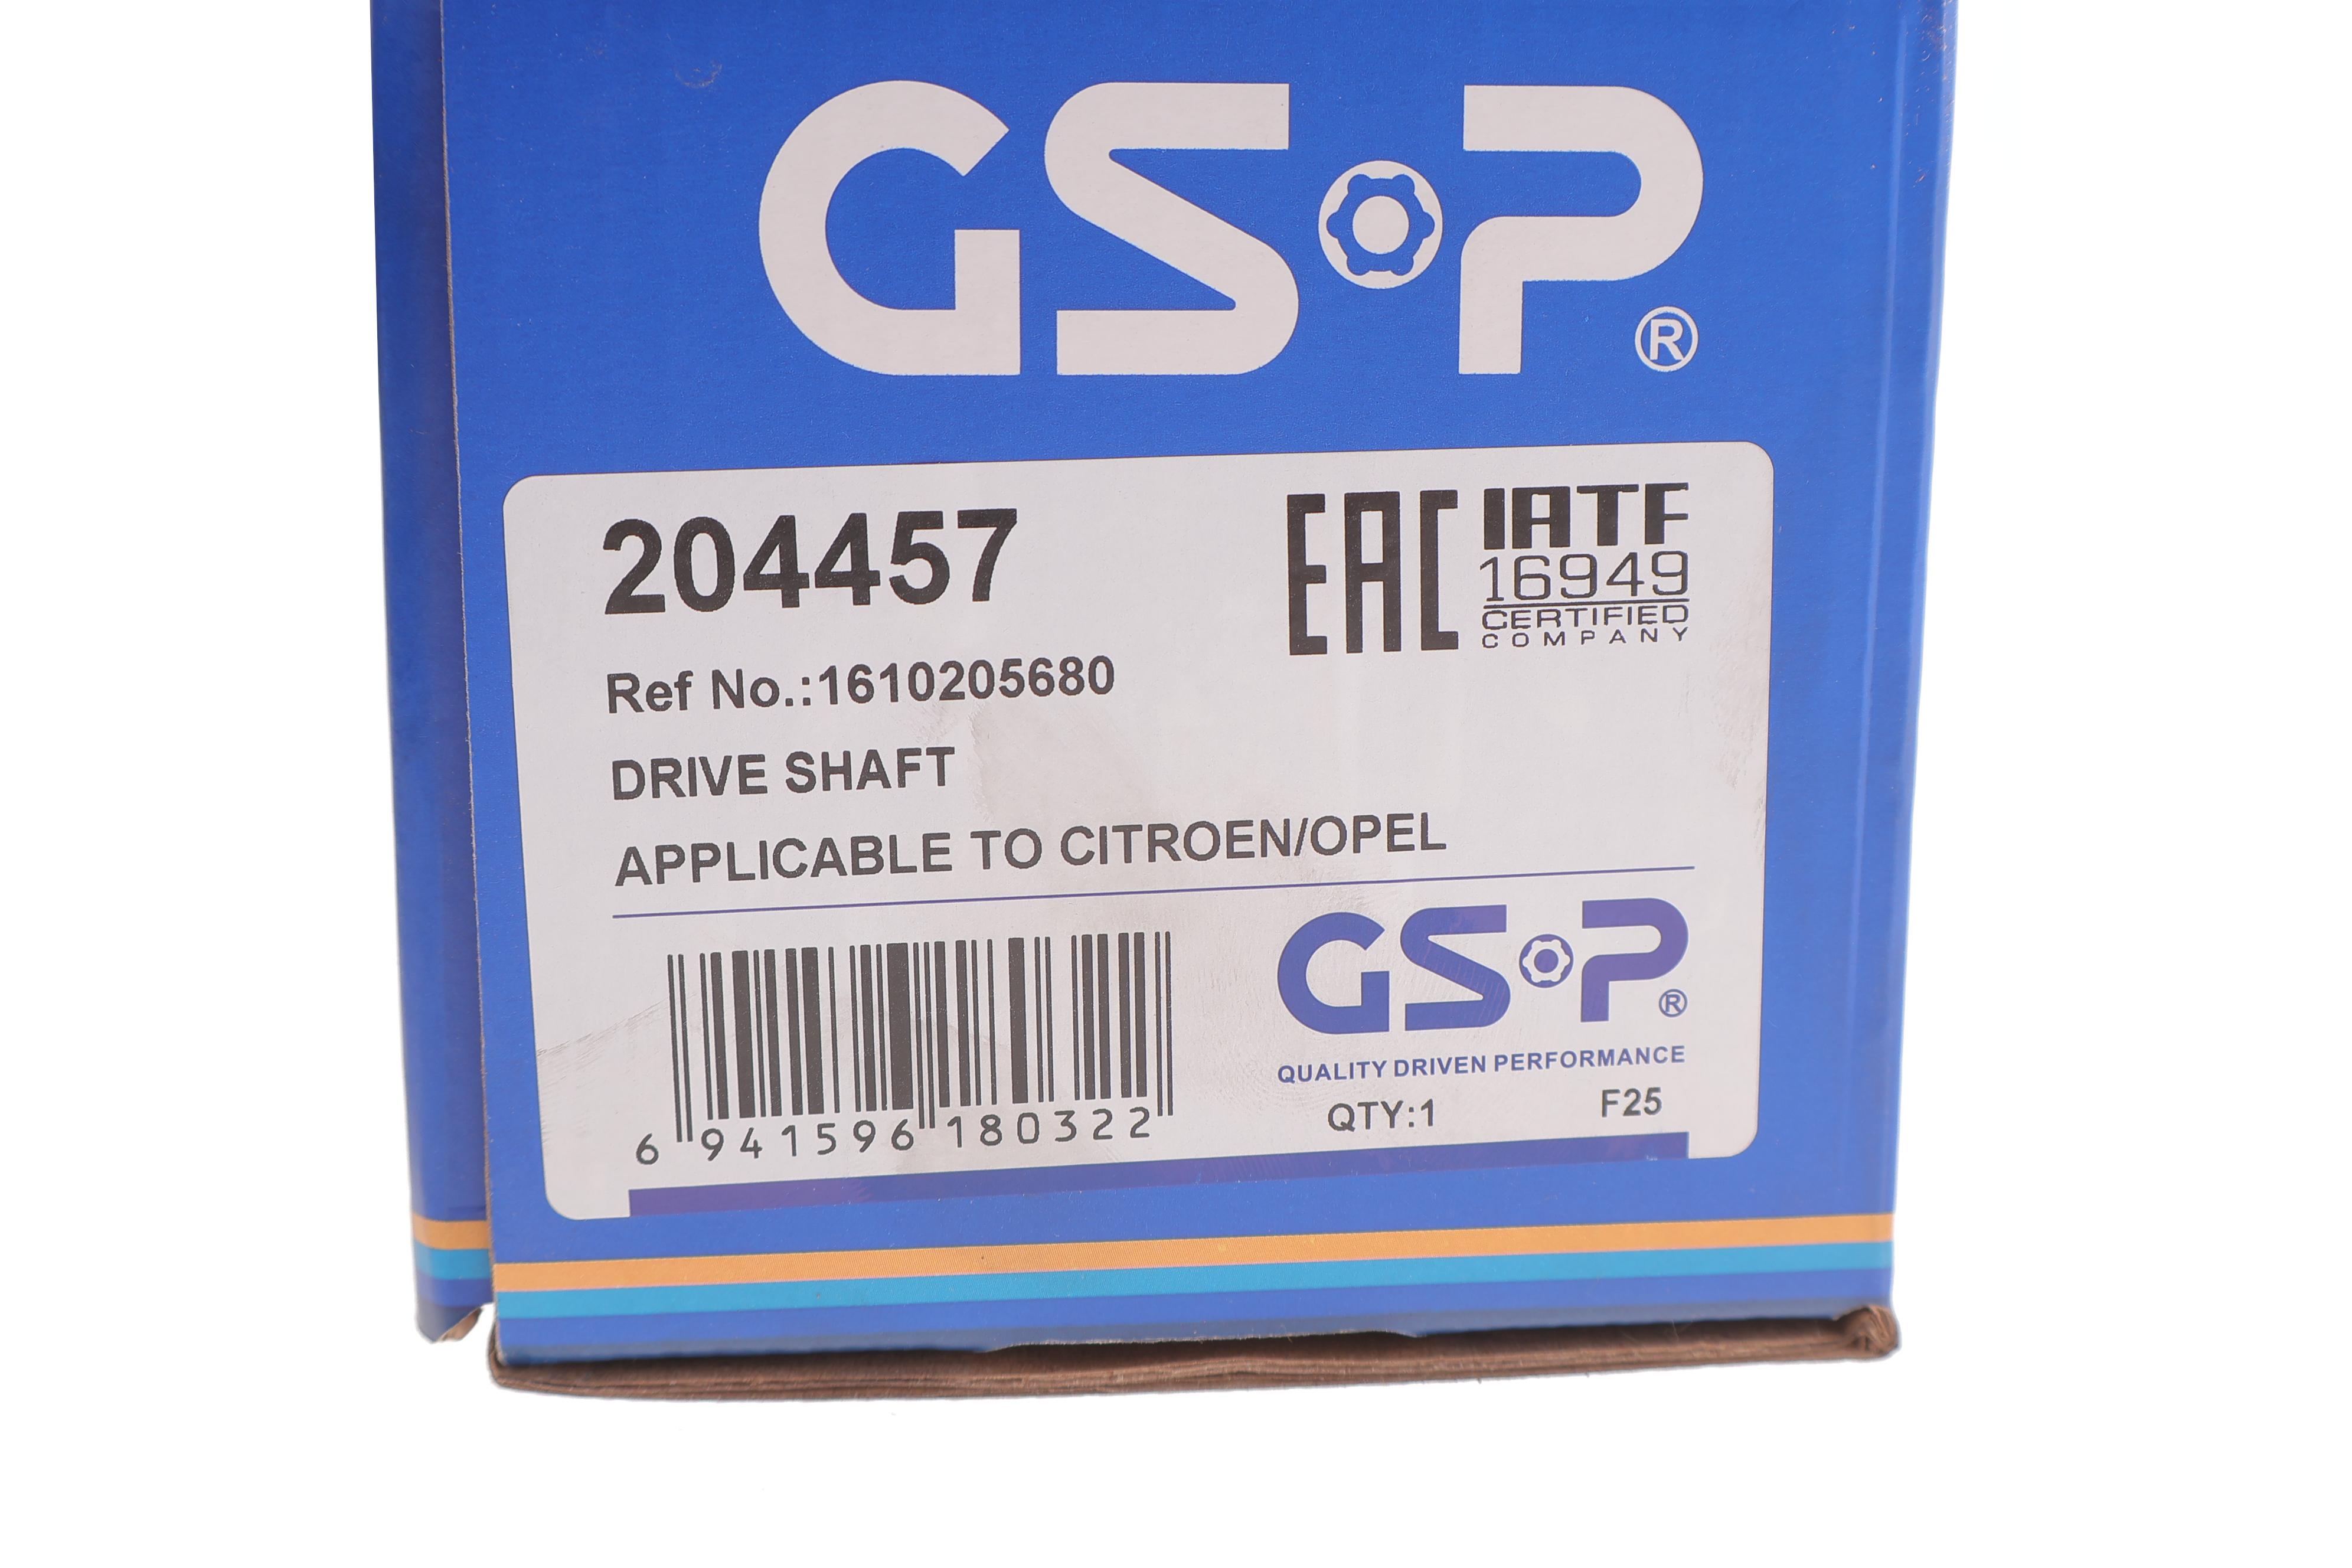 GSP®
204457
EAC
IATF
16949
CERTIFIED
COMPANY
Ref No.:1610205680
DRIVE SHAFT
APPLICABLE TO CITROEN/OPEL
GSP®
QUALITY DRIVEN PERFORMANCE
QTY:1 F25
6 941596 180322